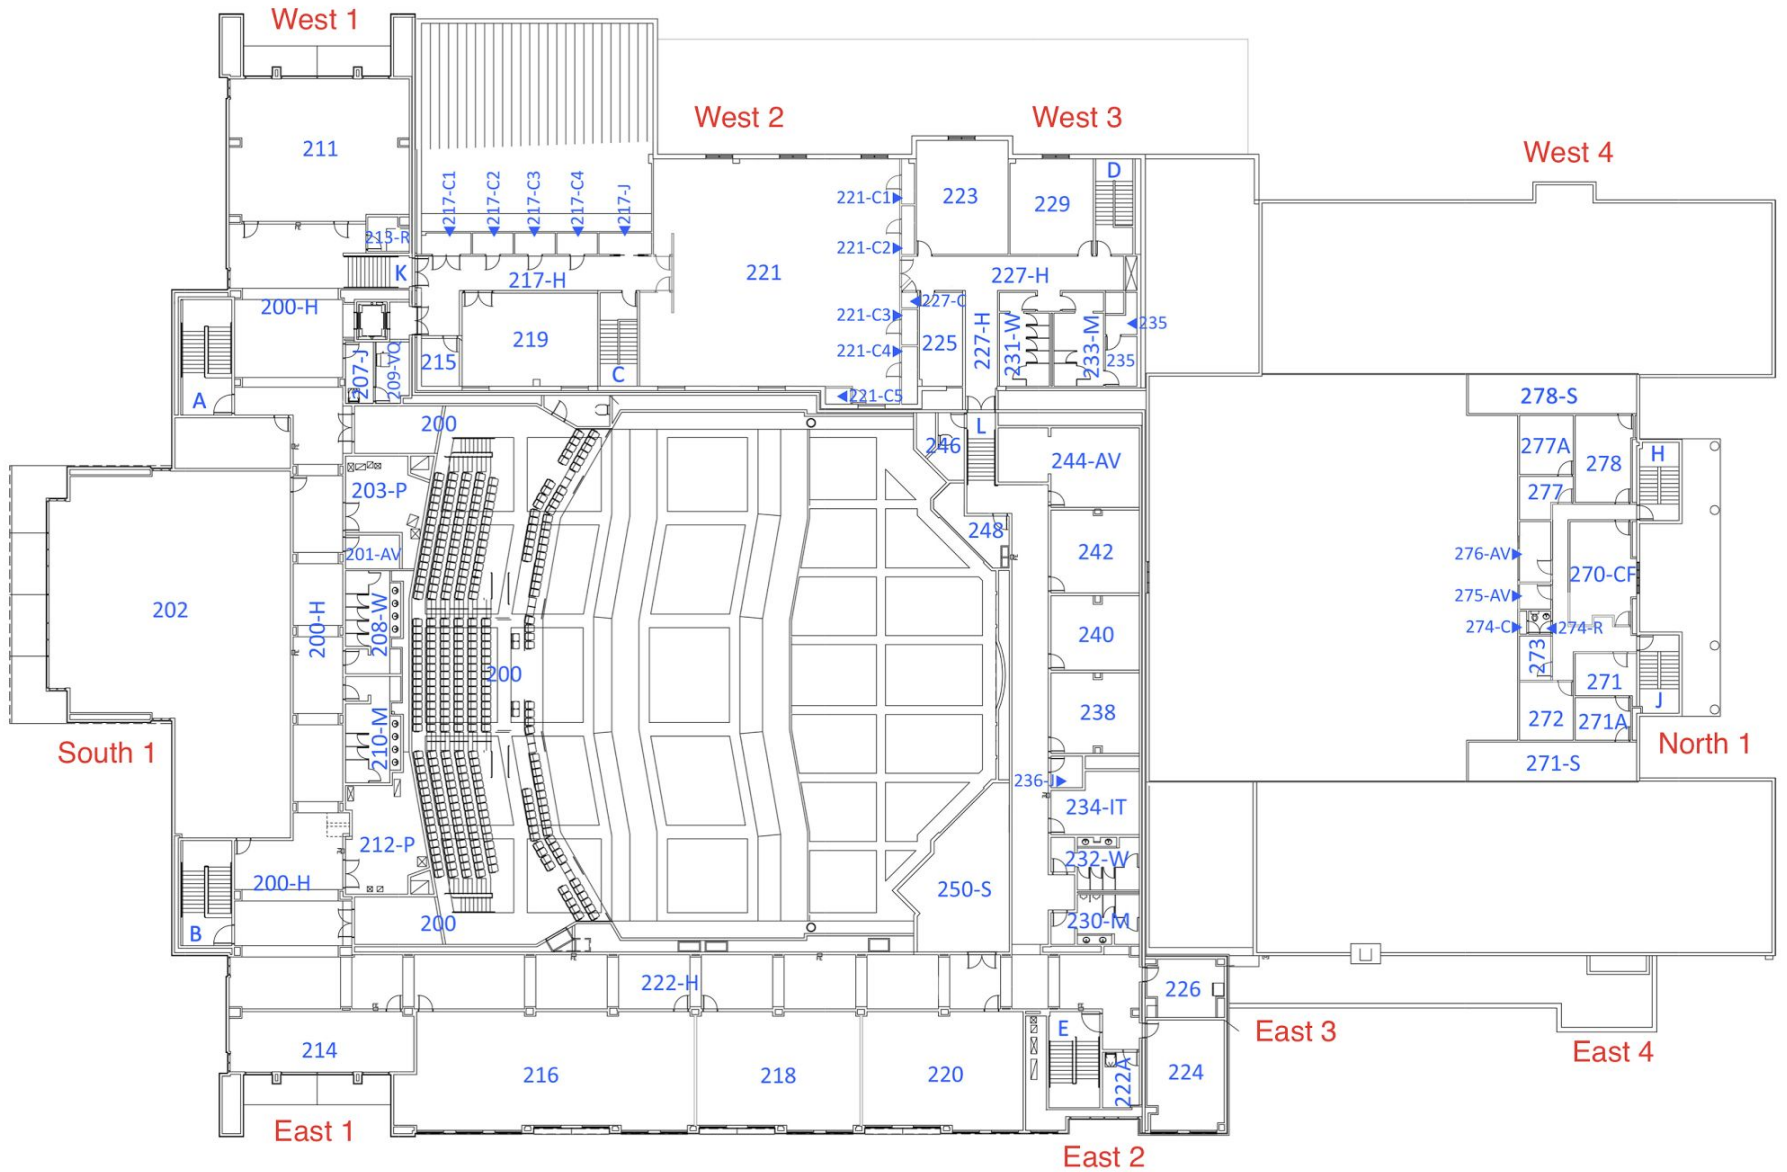 West 1
West 2
West 3
West 4
211
217-C1
217-C2
217-C3
217-C4
217-J
221-C1
223
229
D
213-R
221-C2
K
217-H
221
227-H
200-H
227-C
221-C3
235
219
215
225
227-H
231-W
233-M
235
221-C4
207-J
209-VQ
C
A
221-C5
278-S
200
L
246
244-AV
277A
278
H
203-P
277
248
201-AV
242
276-AV
270-CF
275-AV
202
200-H
208-W
240
274-C
274-R
273
200
271
J
210-M
238
272
271A
South 1
North 1
236-J
271-S
234-IT
212-P
232-W
200-H
250-S
B
200
230-M
222-H
226
E
East 3
214
216
218
220
222A
224
East 4
East 1
East 2